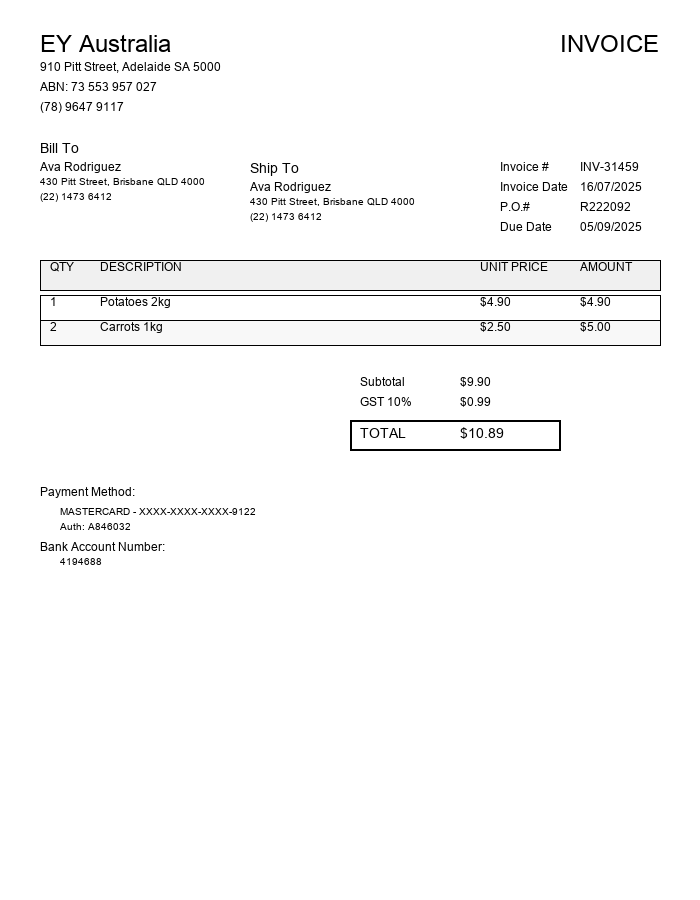 EY Australia
INVOICE
910 Pitt Street, Adelaide SA 5000
ABN: 73 553 957 027
(78) 9647 9117
Bill To
Ava Rodriguez
430 Pitt Street, Brisbane QLD 4000
(22) 1473 6412
Ship To
Ava Rodriguez
430 Pitt Street, Brisbane QLD 4000
(22) 1473 6412
Invoice # INV-31459
Invoice Date 16/07/2025
P.O.# R222092
Due Date 05/09/2025
QTY DESCRIPTION UNIT PRICE AMOUNT
1 Potatoes 2kg $4.90 $4.90
2 Carrots 1kg $2.50 $5.00
Subtotal $9.90
GST 10% $0.99
TOTAL $10.89
Payment Method:
MASTERCARD - XXXX-XXXX-XXXX-9122
Auth: A846032
Bank Account Number:
4194688